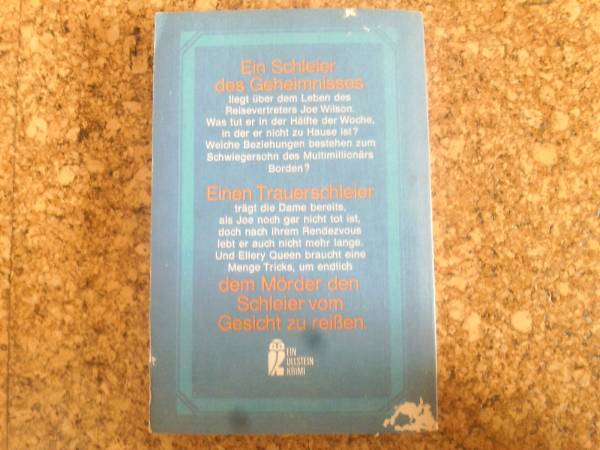 Ein Schleier
des Geheimnisses
liegt über dem Leben des
Reisevertreters Joe Wilson.
Was tut er in der Hälfte der Woche,
in der er nicht zu Hause ist?
Welche Beziehungen bestehen zum
Schwiegersohn des Multimillionärs
Borden?
Einen Trauerschleier
trägt die Dame bereits,
als Joe noch gar nicht tot ist,
doch nach ihrem Rendezvous
lebt er auch nicht mehr lange.
Und Ellery Queen braucht eine
Menge Tricks, um endlich
dem Mörder den
Schleier vom
Gesicht zu reißen.
EIN
ULLSTEIN
KRIMI